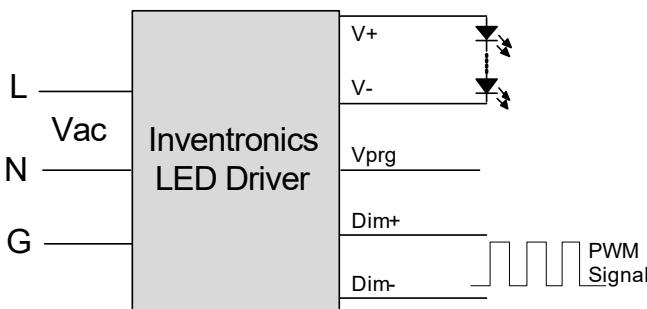 V+
L
V-
Vac
Inventronics
LED Driver
Vprg
N
Dim+
G
PWM
Signal
Dim-